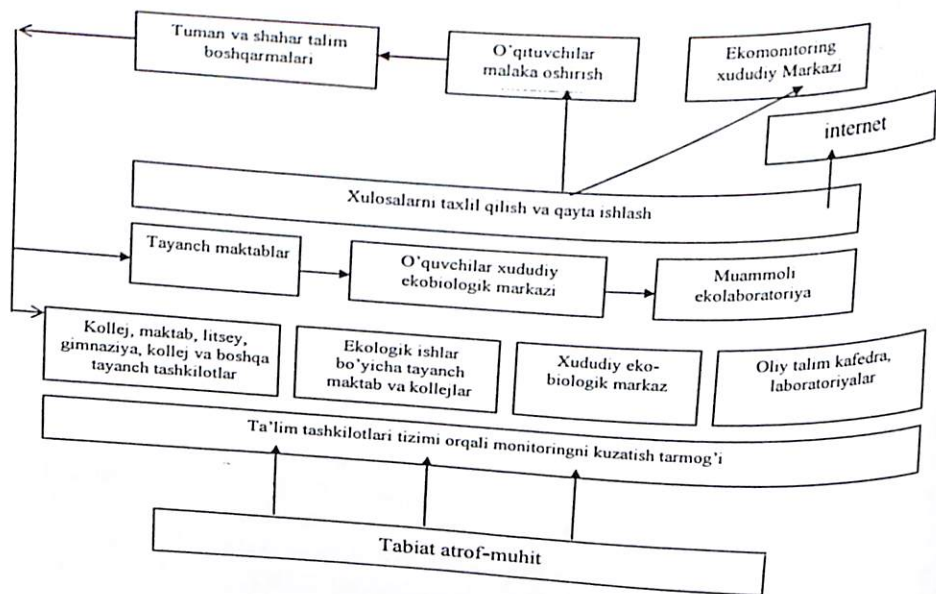 Tuman va shahar talim
boshqarmalari
O'qituvchilar
malaka oshirish
Ekomonitoring
xududiy Markazi
internet
Xulosalarni taxlil qilish va qayta ishlash
Tayanch maktablar
O'quvchilar xududiy
ekobiologik markazi
Muammoli
ekolaboratoriya
Kollej, maktab, litsey,
gimnaziya, kollej va boshqa
tayanch tashkilotlar
Ekologik ishlar
bo'yicha tayanch
maktab va kollejlar
Xududiy eko-
biologik markaz
Oliy talim kafedra,
laboratoriyalar
Ta'lim tashkilotlari tizimi orqali monitoringni kuzatish tarmog'i
Tabiat atrof-muhit